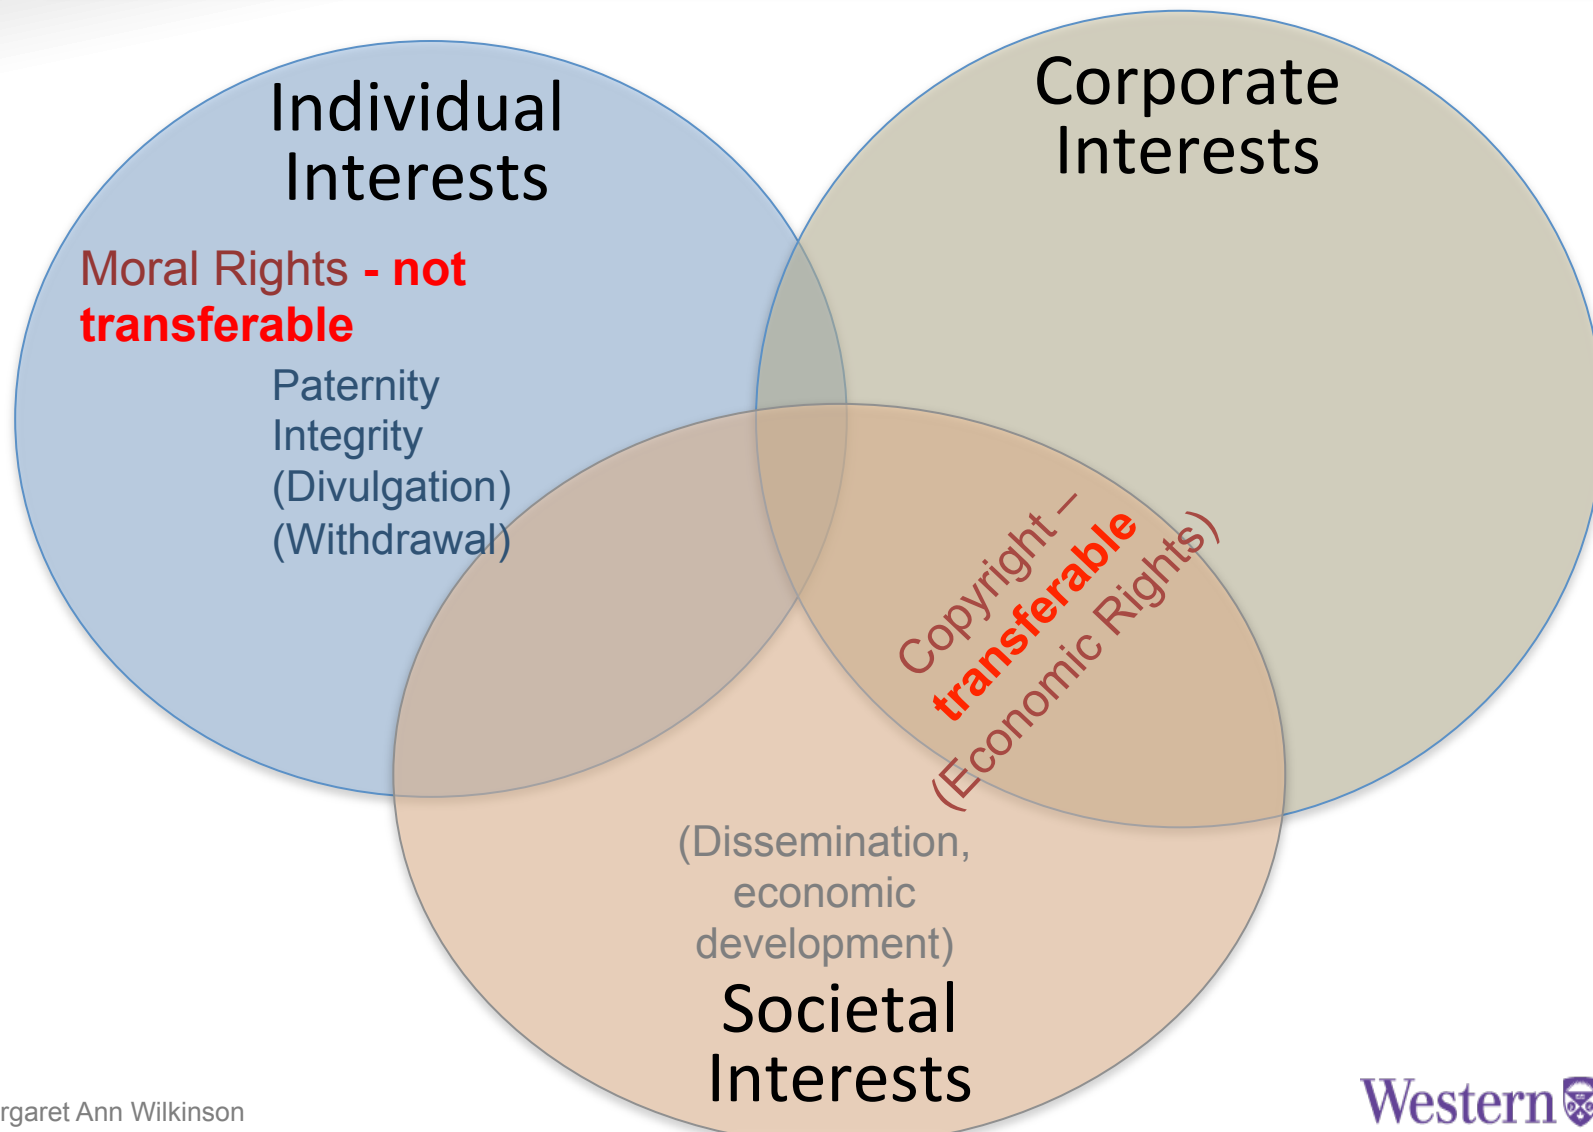 Individual
Interests
Corporate
Interests
Moral Rights - not
transferable
Paternity
Integrity
(Divulgation)
(Withdrawal)
Copyright –
transferable
(Economic Rights)
(Dissemination,
economic
development)
Societal
Interests
Ann Wilkinson
Western